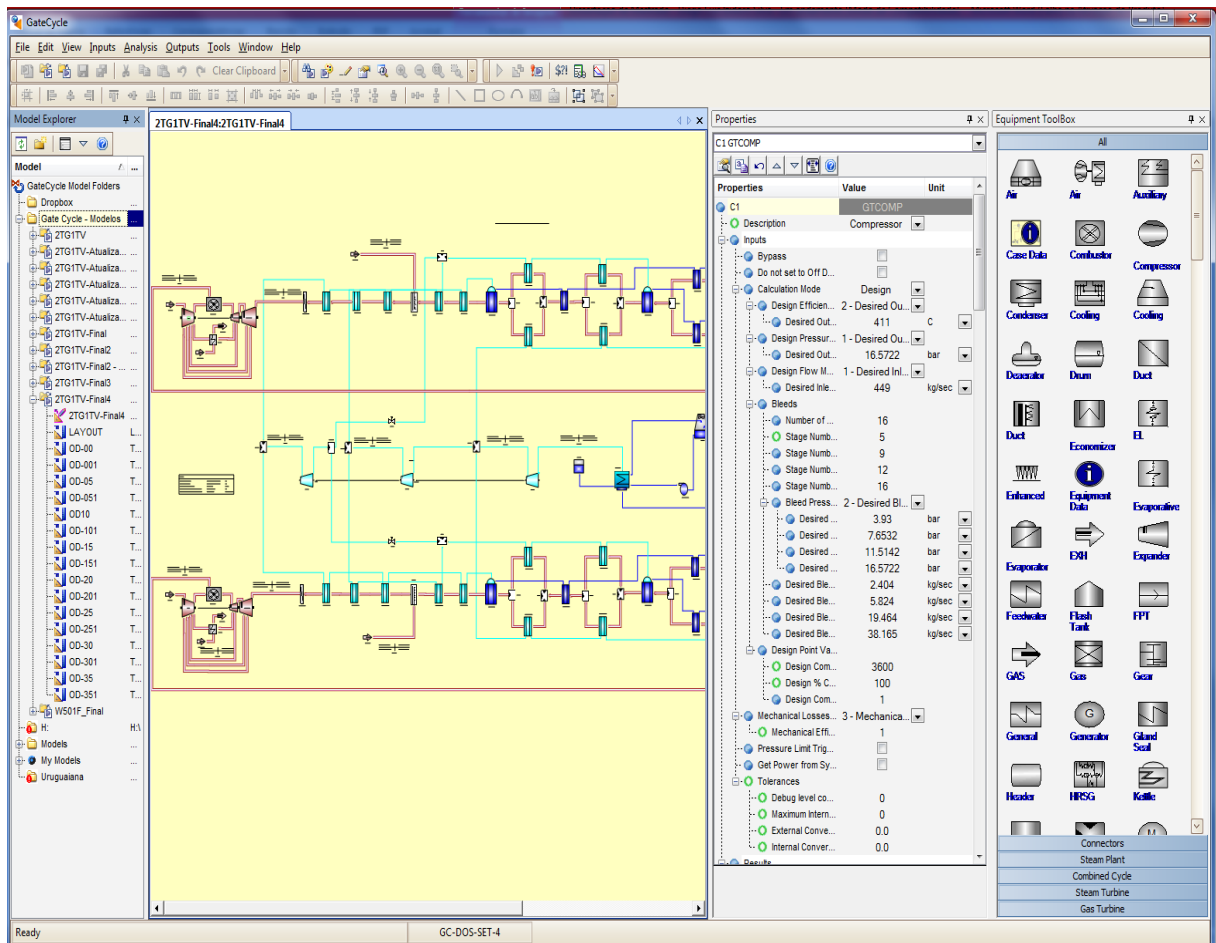 GateCycle
File Edit View Inputs Analysis Outputs Tools Window Help
Clear Clipboard
Model Explorer
Model
GateCycle Model Folders
Dropbox ...
Gate Cycle - Modelos ...
2TG1TV ...
2TG1TV-Atualiza... ...
2TG1TV-Atualiza... ...
2TG1TV-Atualiza... ...
2TG1TV-Atualiza... ...
2TG1TV-Atualiza... ...
2TG1TV-Final ...
2TG1TV-Final2 ...
2TG1TV-Final2 - ... ...
2TG1TV-Final3 ...
2TG1TV-Final4 ...
2TG1TV-Final4 ...
LAYOUT L...
OD-00 T...
OD-001 T...
OD-05 T...
OD-051 T...
OD10 T...
OD-101 T...
OD-15 T...
OD-151 T...
OD-20 T...
OD-201 T...
OD-25 T...
OD-251 T...
OD-30 T...
OD-301 T...
OD-35 T...
OD-351 T...
W501F_Final ...
H: H:\
Models ...
My Models ...
Uruguaiana ...
2TG1TV-Final4:2TG1TV-Final4
Properties
C1 GTCOMP
Properties Value Unit
C1 GTCOMP
Description Compressor
Inputs
Bypass
Do not set to Off D...
Calculation Mode Design
Design Efficien... 2 - Desired Ou...
Desired Out... 411 C
Design Pressur... 1 - Desired Ou...
Desired Out... 16.5722 bar
Design Flow M... 1 - Desired Inl...
Desired Inle... 449 kg/sec
Bleeds
Number of ... 16
Stage Numb... 5
Stage Numb... 9
Stage Numb... 12
Stage Numb... 16
Bleed Press... 2 - Desired Bl...
Desired ... 3.93 bar
Desired ... 7.6532 bar
Desired ... 11.5142 bar
Desired ... 16.5722 bar
Desired Ble... 2.404 kg/sec
Desired Ble... 5.824 kg/sec
Desired Ble... 19.464 kg/sec
Desired Ble... 38.165 kg/sec
Design Point Va...
Design Com... 3600
Design % C... 100
Design Com... 1
Mechanical Losses... 3 - Mechanica...
Mechanical Effi... 1
Pressure Limit Trig...
Get Power from Sy...
Tolerances
Debug level co... 0
Maximum Intern... 0
External Conve... 0.0
Internal Conver... 0.0
Results
Equipment ToolBox
All
Air Air Auxiliary
Case Data Combustor Compressor
Condenser Cooling Cooling
Deaerator Drum Duct
Duct Economizer EL
Enhanced Equipment Data Evaporative
Evaporator EXH Expander
Feedwater Flash Tank FPT
GAS Gas Gear
General Generator Gland Seal
Header HRSG Kettle
M
Connectors
Steam Plant
Combined Cycle
Steam Turbine
Gas Turbine
Ready GC-DOS-SET-4